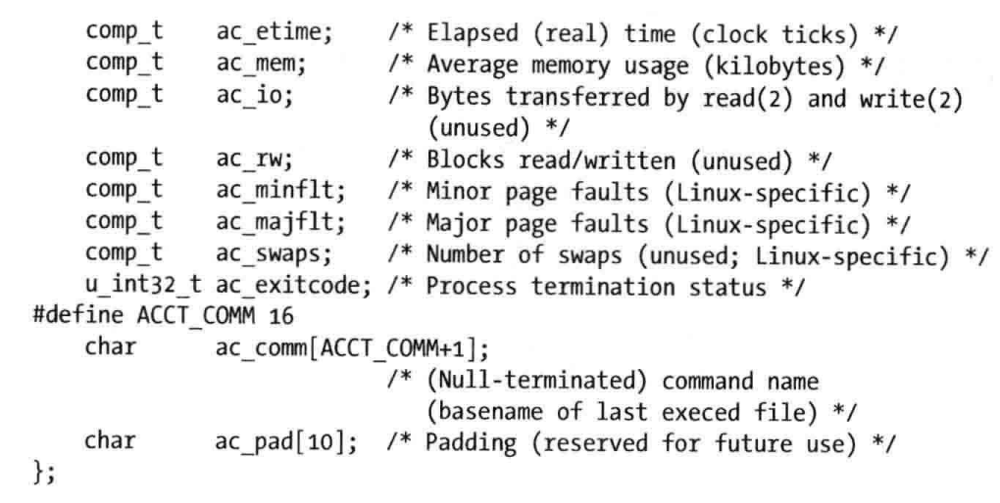 comp_t    ac_etime;    /* Elapsed (real) time (clock ticks) */
    comp_t    ac_mem;      /* Average memory usage (kilobytes) */
    comp_t    ac_io;       /* Bytes transferred by read(2) and write(2)
                              (unused) */
    comp_t    ac_rw;       /* Blocks read/written (unused) */
    comp_t    ac_minflt;   /* Minor page faults (Linux-specific) */
    comp_t    ac_majflt;   /* Major page faults (Linux-specific) */
    comp_t    ac_swaps;    /* Number of swaps (unused; Linux-specific) */
    u_int32_t ac_exitcode; /* Process termination status */
#define ACCT_COMM 16
    char      ac_comm[ACCT_COMM+1];
                           /* (Null-terminated) command name
                              (basename of last execed file) */
    char      ac_pad[10];  /* Padding (reserved for future use) */
};